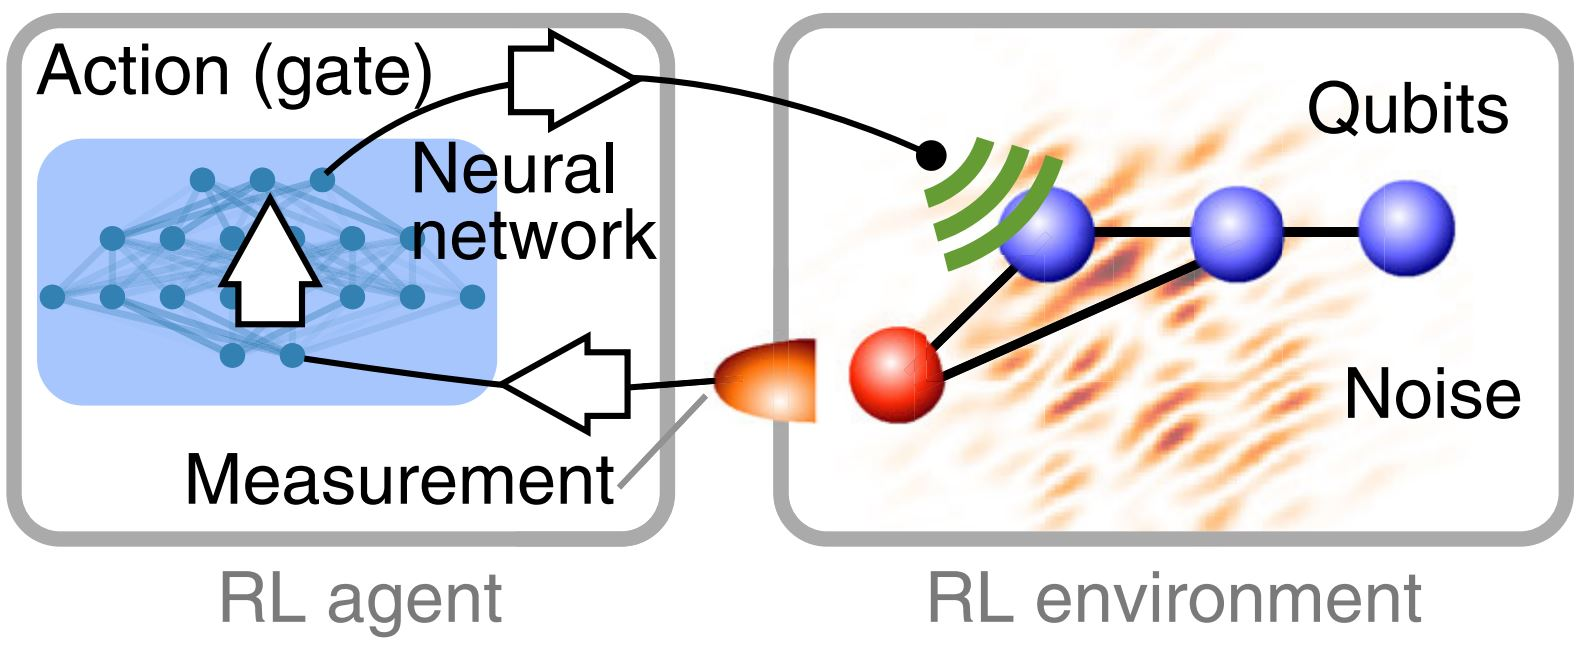 Action (gate)
Neural
network
Measurement
RL agent
Qubits
Noise
RL environment